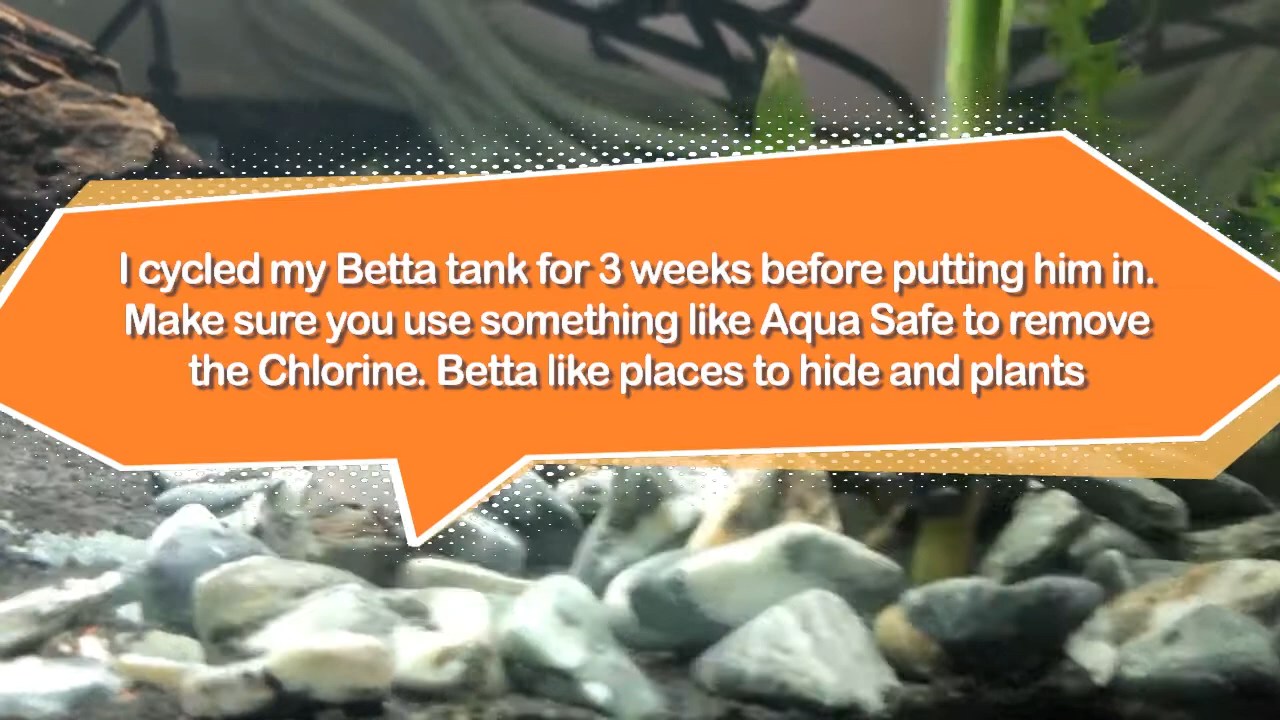 I cycled my Betta tank for 3 weeks before putting him in.
Make sure you use something like Aqua Safe to remove
the Chlorine. Betta like places to hide and plants